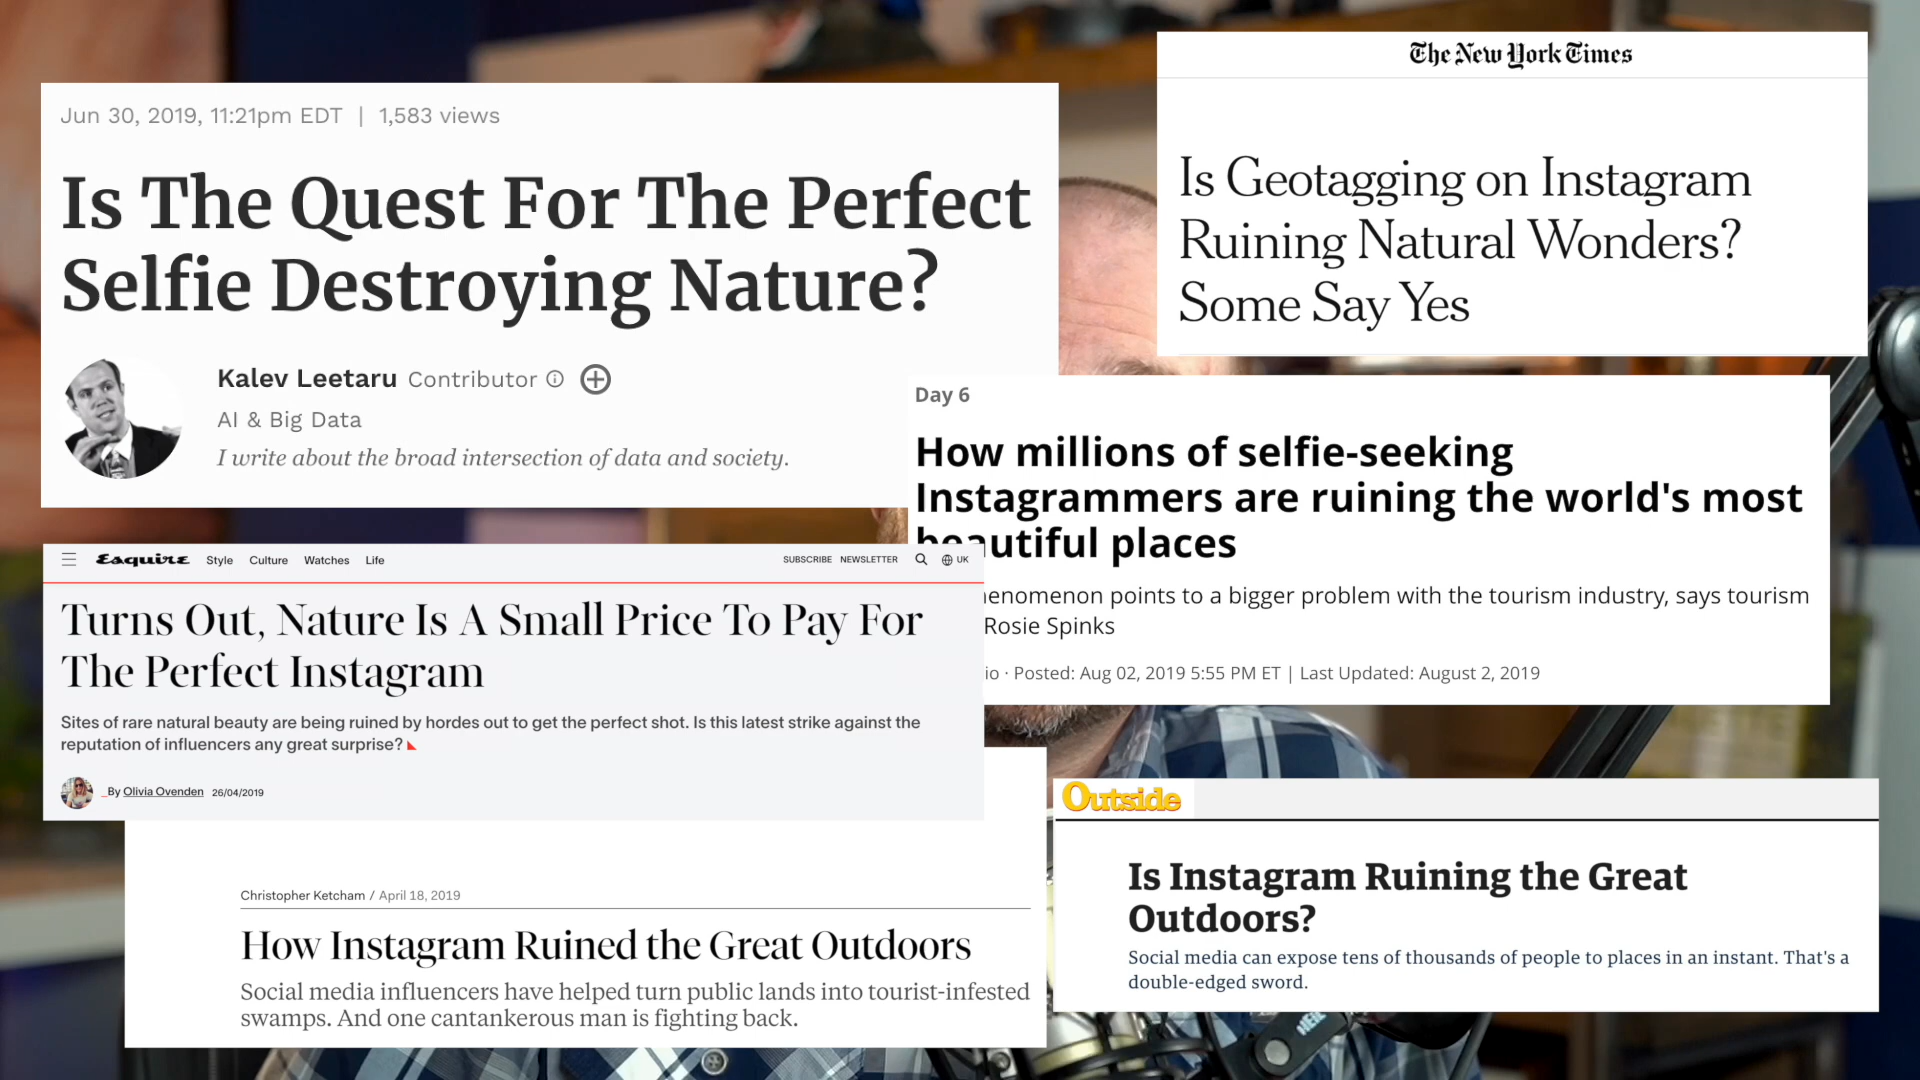 Jun 30, 2019, 11:21pm EDT | 1,583 views
Is The Quest For The Perfect
Selfie Destroying Nature?
Kalev Leetaru Contributor
AI & Big Data
I write about the broad intersection of data and society.
The New York Times
Is Geotagging on Instagram
Ruining Natural Wonders?
Some Say Yes
Day 6
How millions of selfie-seeking
Instagrammers are ruining the world's most
beautiful places
enomenon points to a bigger problem with the tourism industry, says tourism
Rosie Spinks
io · Posted: Aug 02, 2019 5:55 PM ET | Last Updated: August 2, 2019
Esquire Style Culture Watches Life SUBSCRIBE NEWSLETTER UK
Turns Out, Nature Is A Small Price To Pay For
The Perfect Instagram
Sites of rare natural beauty are being ruined by hordes out to get the perfect shot. Is this latest strike against the
reputation of influencers any great surprise?
_By Olivia Ovenden 26/04/2019
Christopher Ketcham / April 18, 2019
How Instagram Ruined the Great Outdoors
Social media influencers have helped turn public lands into tourist-infested
swamps. And one cantankerous man is fighting back.
Outside
Is Instagram Ruining the Great
Outdoors?
Social media can expose tens of thousands of people to places in an instant. That's a
double-edged sword.